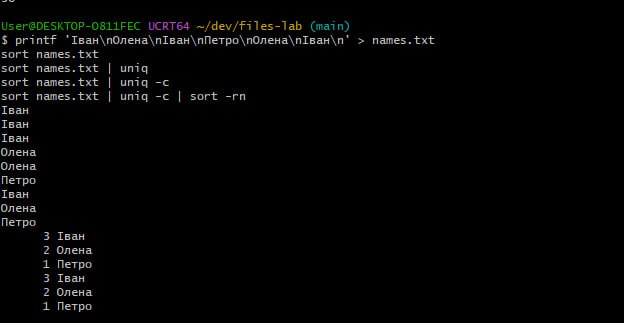 User@DESKTOP-O811FEC UCRT64 ~/dev/files-lab (main)
$ printf 'Іван\nОлена\nІван\nПетро\nОлена\nІван\n' > names.txt
sort names.txt
sort names.txt | uniq
sort names.txt | uniq -c
sort names.txt | uniq -c | sort -rn
Іван
Іван
Іван
Олена
Олена
Петро
Іван
Олена
Петро
3 Іван
2 Олена
1 Петро
3 Іван
2 Олена
1 Петро